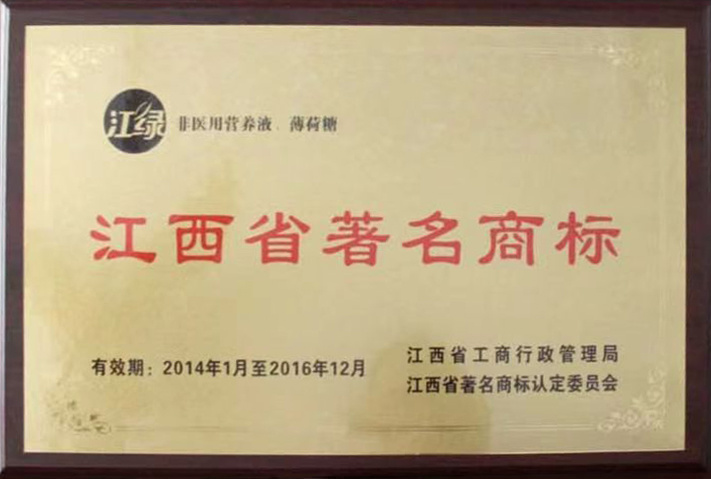 江绿 非医用营养液、薄荷糖
江西省著名商标
有效期：2014年1月至2016年12月
江西省工商行政管理局
江西省著名商标认定委员会